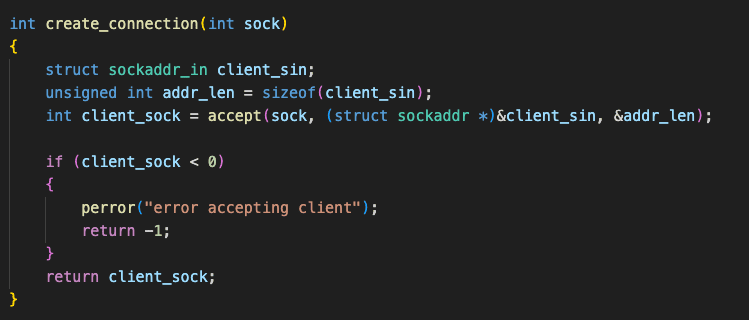 int create_connection(int sock)
{
    struct sockaddr_in client_sin;
    unsigned int addr_len = sizeof(client_sin);
    int client_sock = accept(sock, (struct sockaddr *)&client_sin, &addr_len);

    if (client_sock < 0)
    {
        perror("error accepting client");
        return -1;
    }
    return client_sock;
}